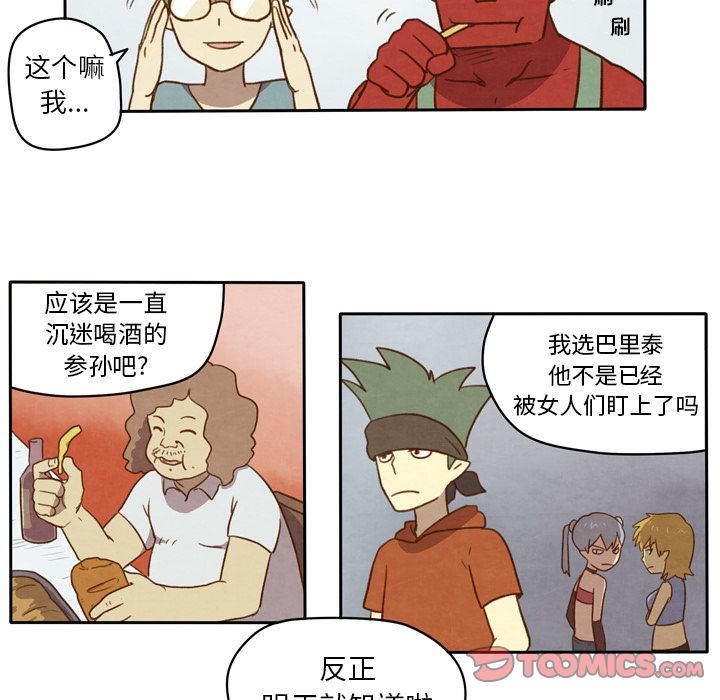 刷
刷
这个嘛
我...
应该是一直
沉迷喝酒的
参孙吧?
我选巴里泰
他不是已经
被女人们盯上了吗
反正
TOOMICS.COM